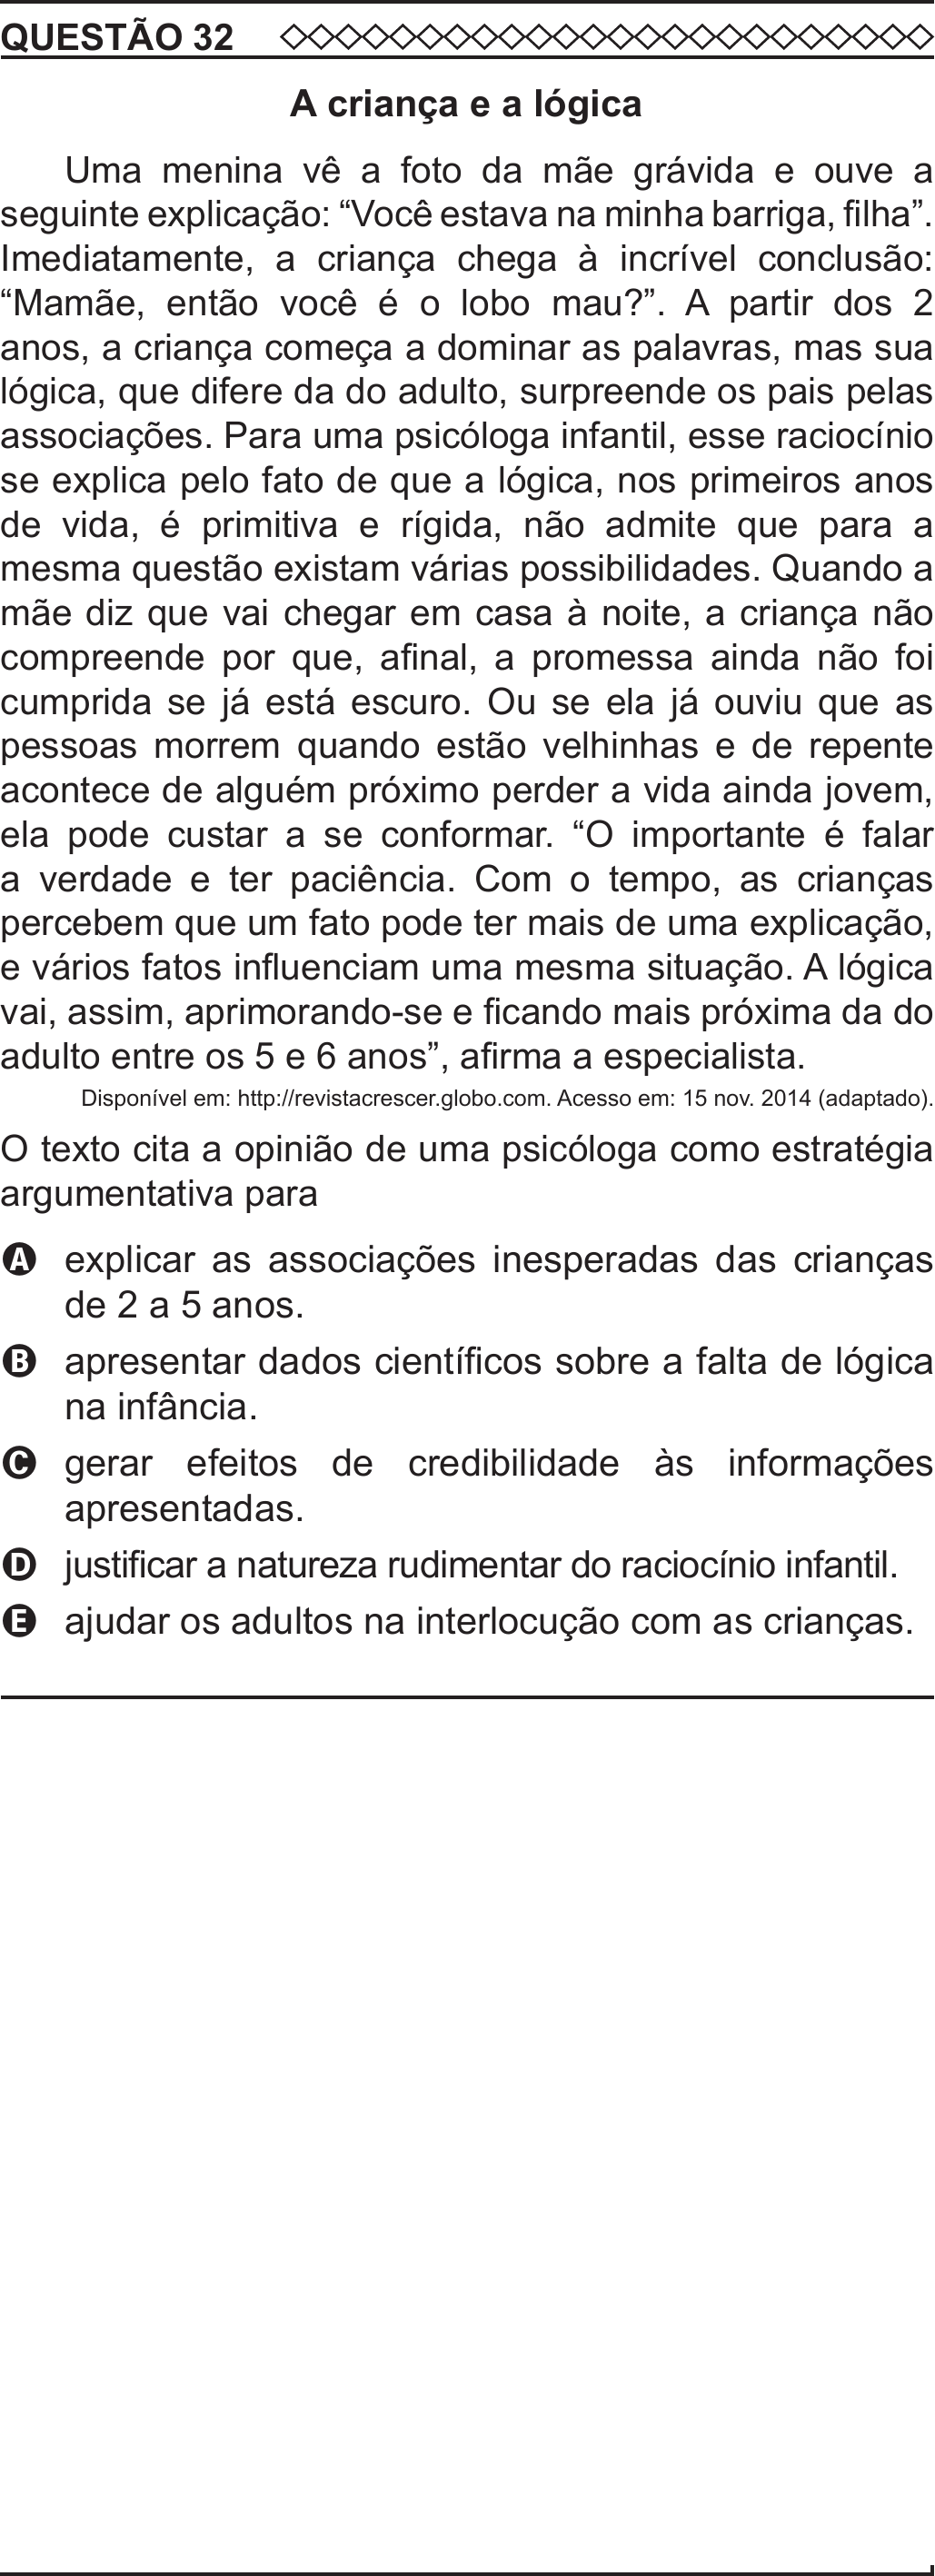 QUESTÃO 32
A criança e a lógica
Uma menina vê a foto da mãe grávida e ouve a
seguinte explicação: “Você estava na minha barriga, filha”.
Imediatamente, a criança chega à incrível conclusão:
“Mamãe, então você é o lobo mau?”. A partir dos 2
anos, a criança começa a dominar as palavras, mas sua
lógica, que difere da do adulto, surpreende os pais pelas
associações. Para uma psicóloga infantil, esse raciocínio
se explica pelo fato de que a lógica, nos primeiros anos
de vida, é primitiva e rígida, não admite que para a
mesma questão existam várias possibilidades. Quando a
mãe diz que vai chegar em casa à noite, a criança não
compreende por que, afinal, a promessa ainda não foi
cumprida se já está escuro. Ou se ela já ouviu que as
pessoas morrem quando estão velhinhas e de repente
acontece de alguém próximo perder a vida ainda jovem,
ela pode custar a se conformar. “O importante é falar
a verdade e ter paciência. Com o tempo, as crianças
percebem que um fato pode ter mais de uma explicação,
e vários fatos influenciam uma mesma situação. A lógica
vai, assim, aprimorando-se e ficando mais próxima da do
adulto entre os 5 e 6 anos”, afirma a especialista.
Disponível em: http://revistacrescer.globo.com. Acesso em: 15 nov. 2014 (adaptado).
O texto cita a opinião de uma psicóloga como estratégia
argumentativa para
A explicar as associações inesperadas das crianças
de 2 a 5 anos.
B apresentar dados científicos sobre a falta de lógica
na infância.
C gerar efeitos de credibilidade às informações
apresentadas.
D justificar a natureza rudimentar do raciocínio infantil.
E ajudar os adultos na interlocução com as crianças.